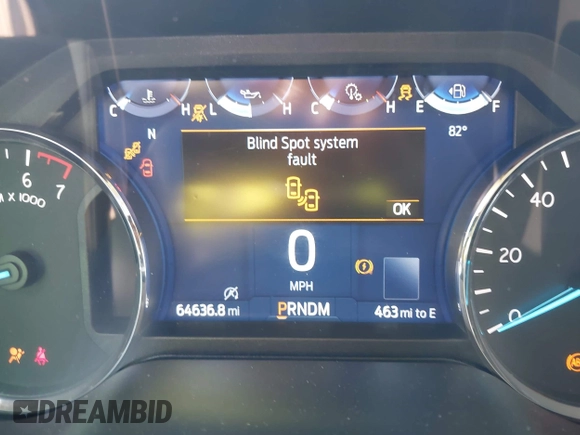 C H L H C H E F
N
82°
Blind Spot system
fault
OK
6 7
X 1000
40
20
0
0
MPH
64636.8 mi
PRNDM
463 mi to E
DREAMBID